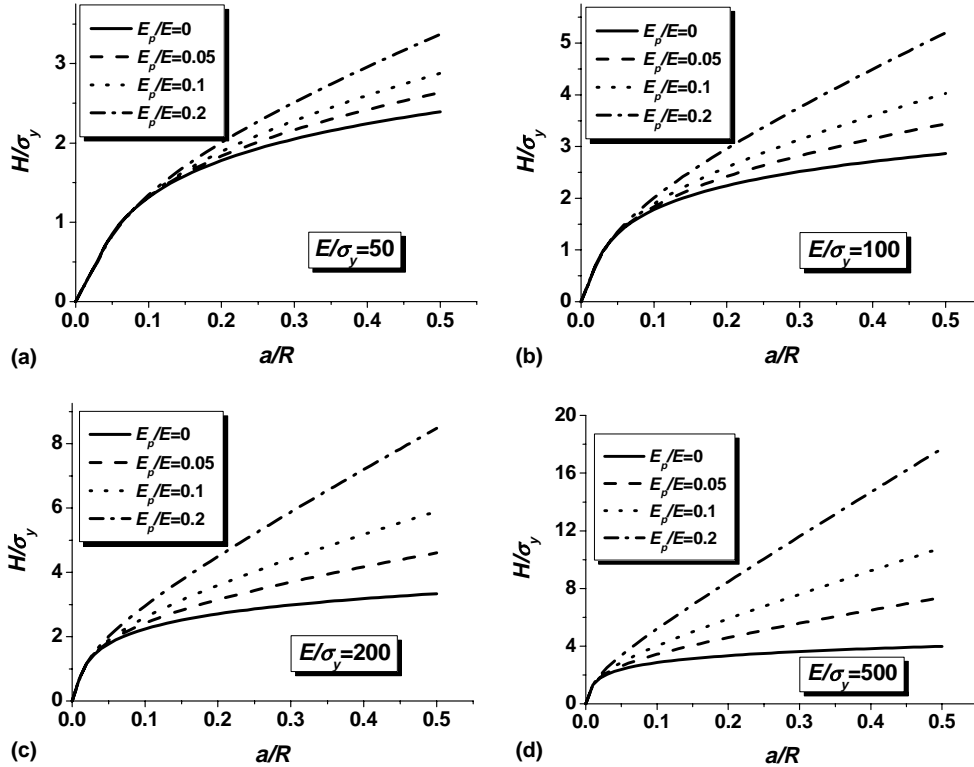 E_p/E=0
E_p/E=0.05
E_p/E=0.1
E_p/E=0.2
3
2
1
0
H/σ_y
E/σ_y=50
0.0 0.1 0.2 0.3 0.4 0.5
(a)
a/R
E_p/E=0
E_p/E=0.05
E_p/E=0.1
E_p/E=0.2
5
4
3
2
1
0
H/σ_y
E/σ_y=100
0.0 0.1 0.2 0.3 0.4 0.5
(b)
a/R
E_p/E=0
E_p/E=0.05
E_p/E=0.1
E_p/E=0.2
8
6
4
2
0
H/σ_y
E/σ_y=200
0.0 0.1 0.2 0.3 0.4 0.5
(c)
a/R
20
16
12
8
4
0
E_p/E=0
E_p/E=0.05
E_p/E=0.1
E_p/E=0.2
H/σ_y
E/σ_y=500
0.0 0.1 0.2 0.3 0.4 0.5
(d)
a/R